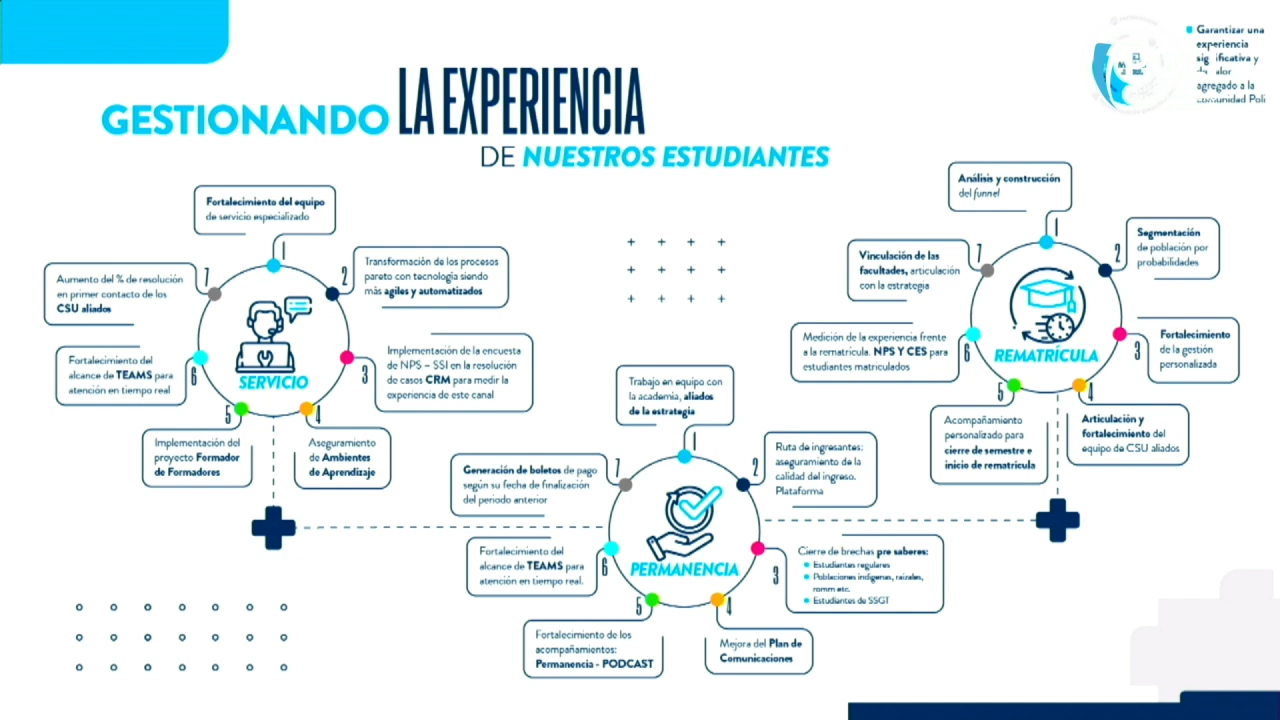 GESTIONANDO LA EXPERIENCIA
DE NUESTROS ESTUDIANTES
Garantizar una
experiencia
significativa y
agregado a la
comunidad Poli
Fortalecimiento del equipo
de servicio especializado
1
Transformación de los procesos
pareto con tecnología siendo
más agiles y automatizados
2
Implementación de la encuesta
de NPS – SSI en la resolución
de casos CRM para medir la
experiencia de este canal
3
Aseguramiento
de Ambientes
de Aprendizaje
4
Implementación del
proyecto Formador
de Formadores
5
Fortalecimiento del
alcance de TEAMS para
atención en tiempo real
6
Aumento del % de resolución
en primer contacto de los
CSU aliados
7
SERVICIO
Trabajo en equipo con
la academia, aliados
de la estrategia
1
Ruta de ingresantes:
aseguramiento de la
calidad del ingreso.
Plataforma
2
Cierre de brechas pre saberes:
Estudiantes regulares
Poblaciones indigenas, raizales,
romm etc.
Estudiantes de SSGT
3
Mejora del Plan de
Comunicaciones
4
Fortalecimiento de los
acompañamientos:
Permanencia - PODCAST
5
Fortalecimiento del
alcance de TEAMS para
atención en tiempo real.
6
Generación de boletos de pago
según su fecha de finalización
del periodo anterior
7
PERMANENCIA
Análisis y construcción
del funnel
1
Segmentación
de población por
probabilidades
2
Fortalecimiento
de la gestión
personalizada
3
Articulación y
fortalecimiento del
equipo de CSU aliados
4
Acompañamiento
personalizado para
cierre de semestre e
inicio de rematrícula
5
Medición de la experiencia frente
a la rematrícula. NPS Y CES para
estudiantes matriculados
6
Vinculación de las
facultades, articulación
con la estrategia
7
REMATRÍCULA